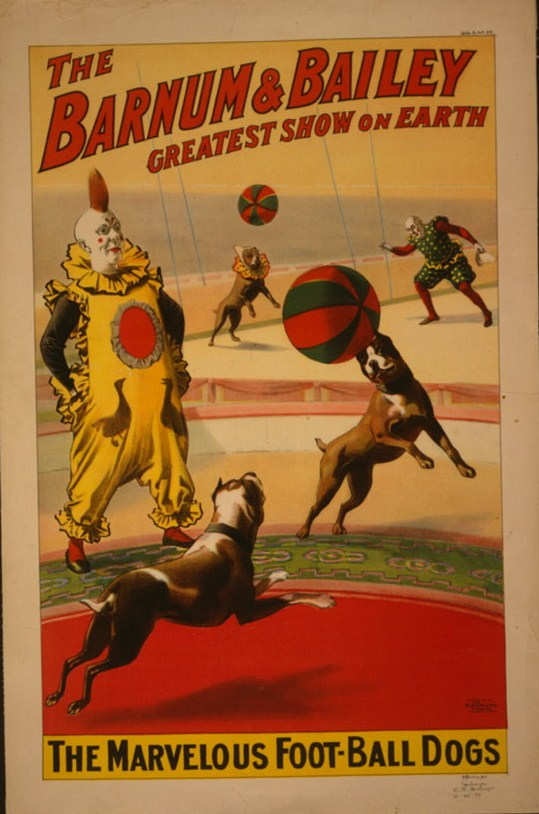 THE
BARNUM & BAILEY
GREATEST SHOW ON EARTH
THE MARVELOUS FOOT-BALL DOGS